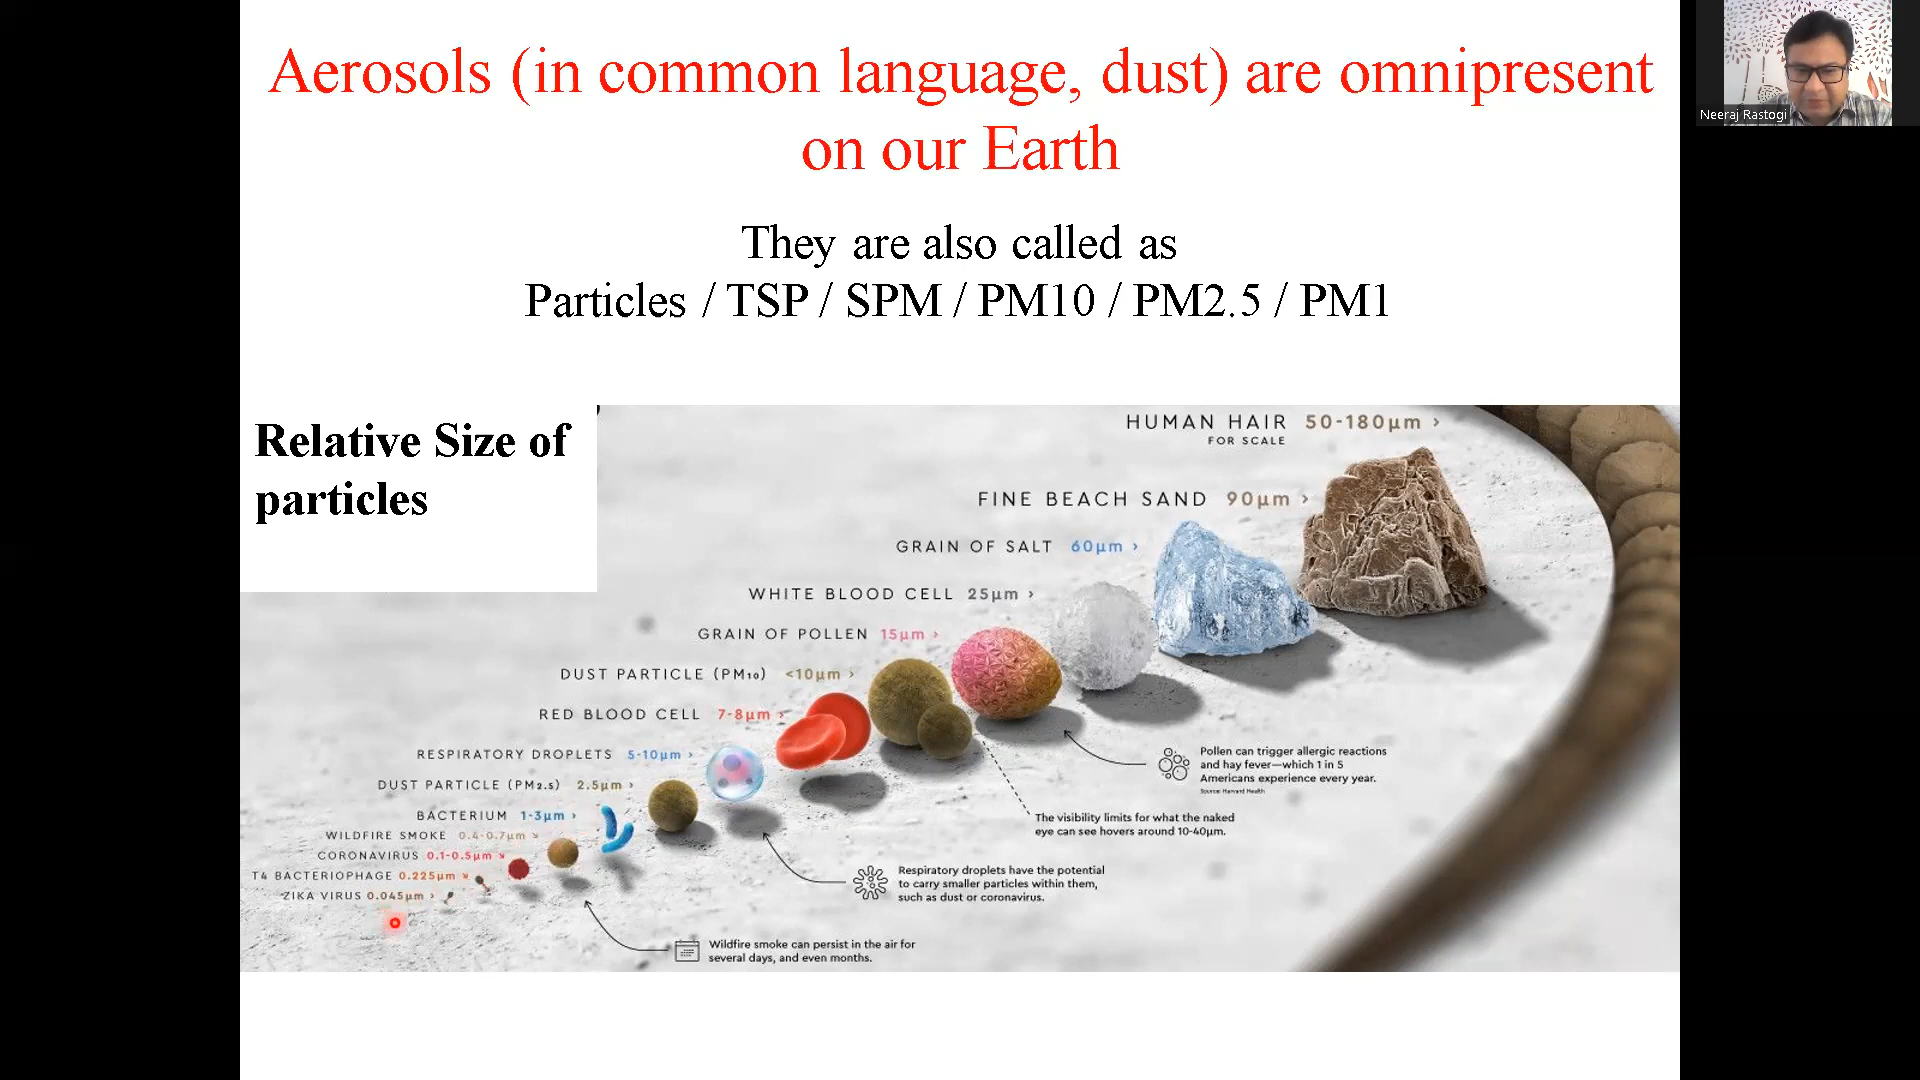 Aerosols (in common language, dust) are omnipresent
on our Earth
Neeraj Rastogi
They are also called as
Particles / TSP / SPM / PM10 / PM2.5 / PM1
Relative Size of
particles
HUMAN HAIR 50-180µm ›
FOR SCALE
FINE BEACH SAND 90µm ›
GRAIN OF SALT 60µm ›
WHITE BLOOD CELL 25µm ›
GRAIN OF POLLEN 15µm ›
DUST PARTICLE (PM₁₀) <10µm ›
RED BLOOD CELL 7-8µm ›
RESPIRATORY DROPLETS 5-10µm ›
DUST PARTICLE (PM₂.₅) 2.5µm ›
BACTERIUM 1-3µm ›
WILDFIRE SMOKE 0.4-0.7µm
CORONAVIRUS 0.1-0.5µm
T4 BACTERIOPHAGE 0.225µm
ZIKA VIRUS 0.045µm ›
Pollen can trigger allergic reactions
and hay fever—which 1 in 5
Americans experience every year.
Source: Harvard Health
The visibility limits for what the naked
eye can see hovers around 10-40µm.
Respiratory droplets have the potential
to carry smaller particles within them,
such as dust or coronavirus.
Wildfire smoke can persist in the air for
several days, and even months.